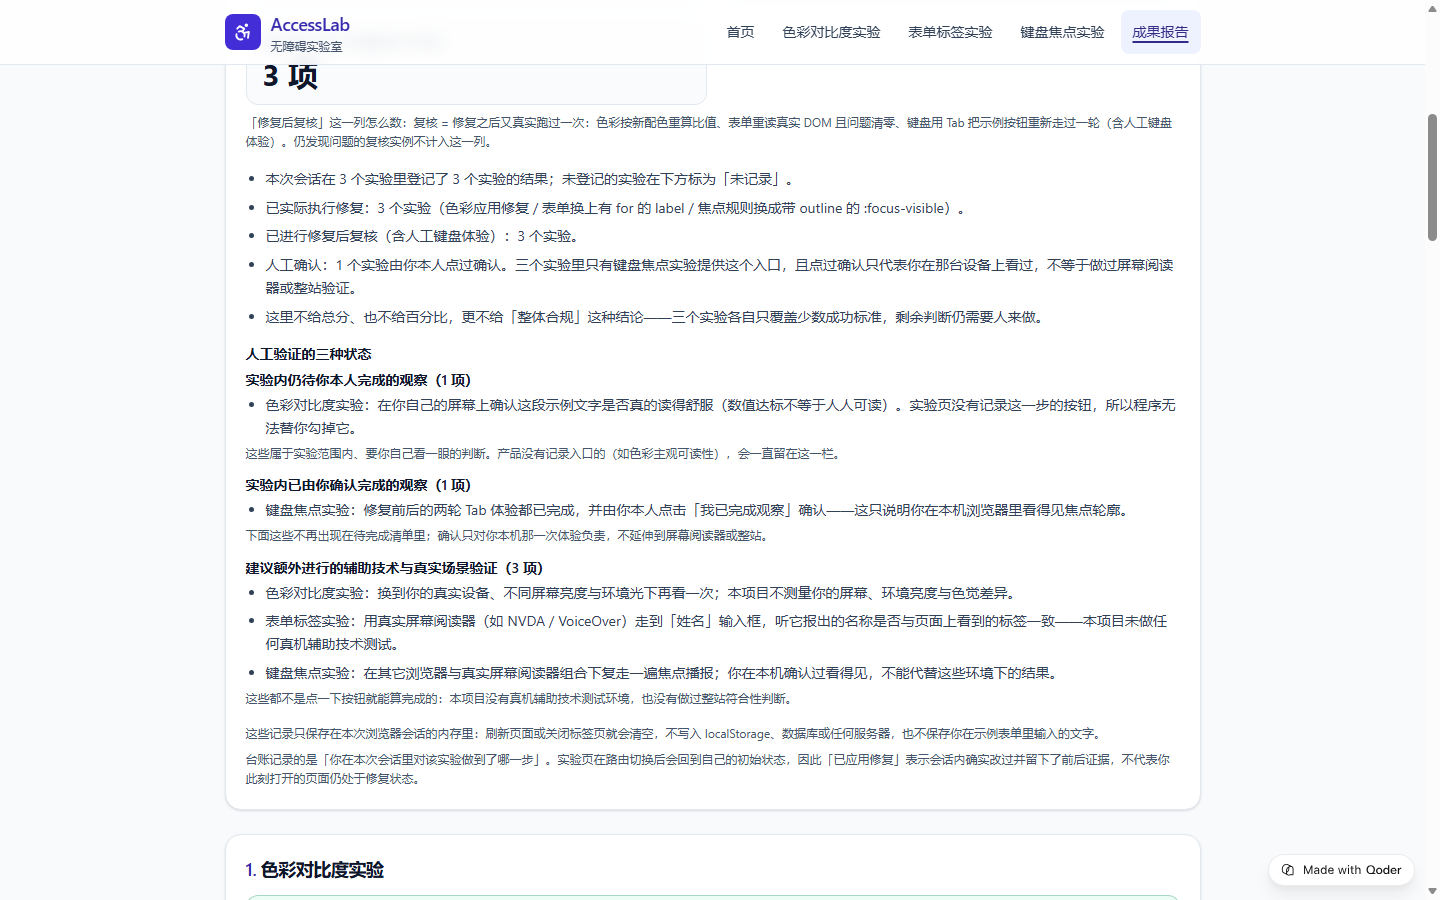 AccessLab
无障碍实验室
首页
色彩对比度实验
表单标签实验
键盘焦点实验
成果报告
3 项
「修复后复核」这一列怎么数：复核 = 修复之后又真实跑过一次：色彩按新配色重算比值、表单重读真实 DOM 且问题清零、键盘用 Tab 把示例按钮重新走过一轮（含人工键盘
体验）。仍发现问题的复核实例不计入这一列。
本次会话在 3 个实验里登记了 3 个实验的结果；未登记的实验在下方标为「未记录」。
已实际执行修复：3 个实验（色彩应用修复 / 表单换上有 for 的 label / 焦点规则换成带 outline 的 :focus-visible）。
已进行修复后复核（含人工键盘体验）：3 个实验。
人工确认：1 个实验由你本人点过确认。三个实验里只有键盘焦点实验提供这个入口，且点过确认只代表你在那台设备上看过，不等于做过屏幕阅读
器或整站验证。
这里不给总分、也不给百分比，更不给「整体合规」这种结论——三个实验各自只覆盖少数成功标准，剩余判断仍需要人来做。
人工验证的三种状态
实验内仍待你本人完成的观察（1 项）
色彩对比度实验：在你自己的屏幕上确认这段示例文字是否真的读得舒服（数值达标不等于人人可读）。实验页没有记录这一步的按钮，所以程序无
法替你勾掉它。
这些属于实验范围内、要你自己看一眼的判断。产品没有记录入口的（如色彩主观可读性），会一直留在这一栏。
实验内已由你确认完成的观察（1 项）
键盘焦点实验：修复前后的两轮 Tab 体验都已完成，并由你本人点击「我已完成观察」确认——这只说明你在本机浏览器里看得见焦点轮廓。
下面这些不再出现在待完成清单里；确认只对你本机那一次体验负责，不延伸到屏幕阅读器或整站。
建议额外进行的辅助技术与真实场景验证（3 项）
色彩对比度实验：换到你的真实设备、不同屏幕亮度与环境光下再看一次；本项目不测量你的屏幕、环境亮度与色觉差异。
表单标签实验：用真实屏幕阅读器（如 NVDA / VoiceOver）走到「姓名」输入框，听它报出的名称是否与页面上看到的标签一致——本项目未做任
何真机辅助技术测试。
键盘焦点实验：在其它浏览器与真实屏幕阅读器组合下复走一遍焦点播报；你在本机确认过看得见，不能代替这些环境下的结果。
这些都不是点一下按钮就能算完成的：本项目没有真机辅助技术测试环境，也没有做过整站符合性判断。
这些记录只保存在本次浏览器会话的内存里：刷新页面或关闭标签页就会清空，不写入 localStorage、数据库或任何服务器，也不保存你在示例表单里输入的文字。
台账记录的是「你在本次会话里对该实验做到了哪一步」。实验页在路由切换后会回到自己的初始状态，因此「已应用修复」表示会话内确实改过并留下了前后证据，不代表你
此刻打开的页面仍处于修复状态。
1. 色彩对比度实验
Made with Qoder